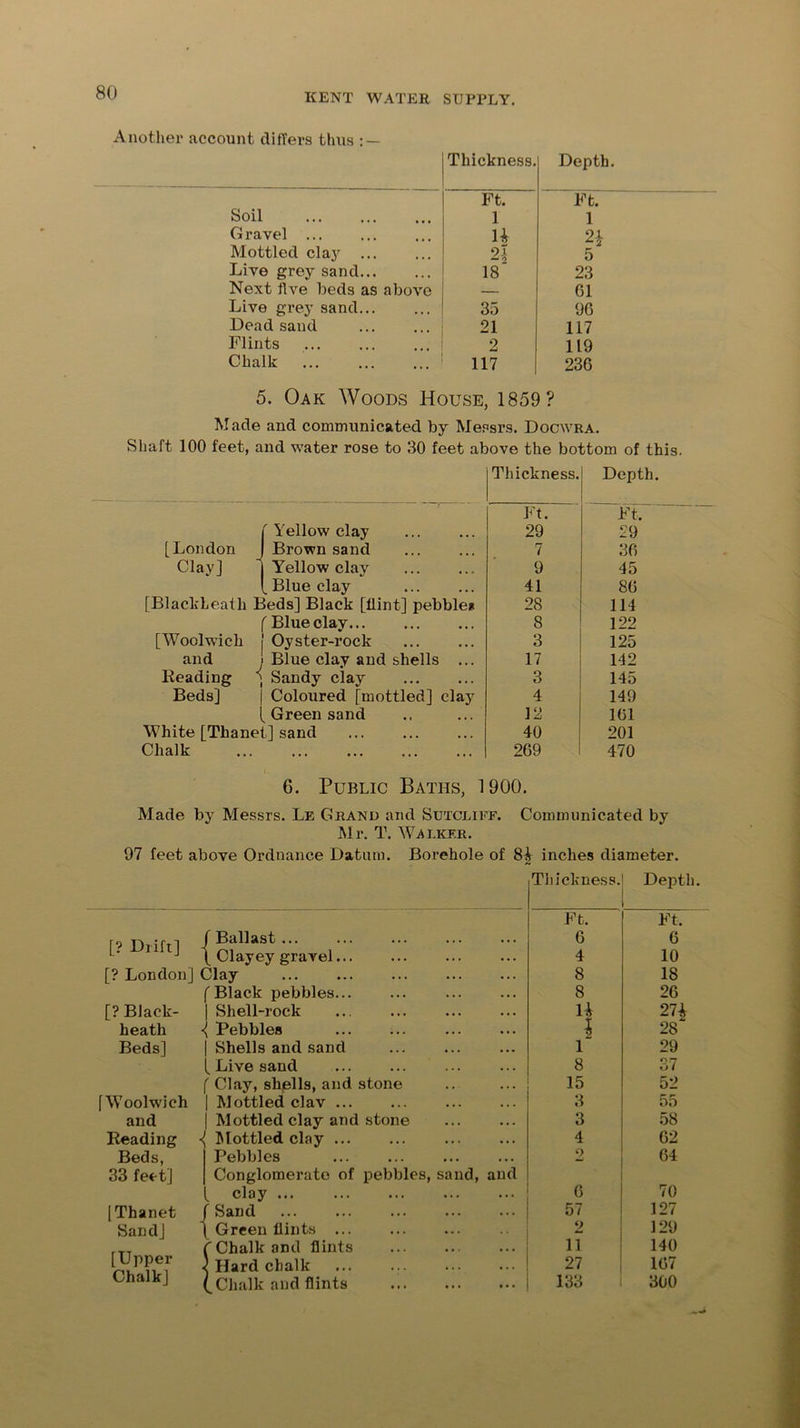 80
KENT WATER SUPPLY.
Another account differs thus :—
Thickness. Depth.
Ft. Ft.
Soil ... ... ... 1 1
Gravel ... ... ... 1½ 2½
Mottled clay ... ... 2½ 5
Live grey sand... ... 18 23
Next five beds as above — 61
Live grey sand... ... 35 96
Dead sand ... ... 21 117
Flints ... ... ... 2 119
Chalk ... ... ... 117 236
5. OAK WOODS HOUSE, 1859 ?
Made and communicated by Messrs. DOCWRA.
Shaft 100 feet, and water rose to 30 feet above the bottom of this.
Thickness. Depth.
Ft. Ft.
Yellow clay ... ... 29 29
[London Brown sand ... ... 7 36
Clay] Yellow clay ... ... 9 45
Blue clay ... ... 41 86
[Blackheath Beds] Black [flint] pebbles 28 114
Blue clay... ... ... 8 122
[Woolwich Oyster-rock ... ... 3 125
and Blue clay and shells ... 17 142
Reading Sandy clay ... ... 3 145
Beds] Coloured [mottled] clay 4 149
Green sand .. ... 12 161
White [Thanet] sand ... ... ... 40 201
Chalk ... ... ... ... ... 269 470
6. PUBLIC BATHS, 1900.
Made by Messrs. LE GRAND and SUTCLIFF. Communicated by
Mr. T. WALKER.
97 feet above Ordnance Datum. Borehole of 8½ inches diameter.
Thickness. Depth.
Ft. Ft.
[? Drift] Ballast ... ... ... ... ... 6 6
Clayey gravel... ... ... ... 4 10
[? London] Clay ... ... ... ... ... 8 18
Black pebbles... ... ... ... 8 26
[? Black- Shell-rock ... ... ... ... 1½ 27½
heath Pebbles ... ... ... ... ½ 28
Beds] Shells and sand ... ... ... 1 29
Live sand ... ... ... ... 8 37
Clay, shells, and stone .. ... 15 52
[Woolwich Mottled clay ... ... ... ... 3 55
and Mottled clay and stone ... ... 3 58
Reading Mottled clay ... ... ... ... 4 62
Beds, Pebbles ... ... ... ... 2 64
33 feet] Conglomerate of pebbles, sand, and
clay ... ... ... ... ... 6 70
[Thanet Sand ... ... ... ... ... 57 127
Sand] Green flints ... ... ... .. 2 129
Chalk and flints ... ... ... 11 140
[Upper Hard chalk ... ... ... ... 27 167
Chalk] Chalk and flints ... ... ... 133 300